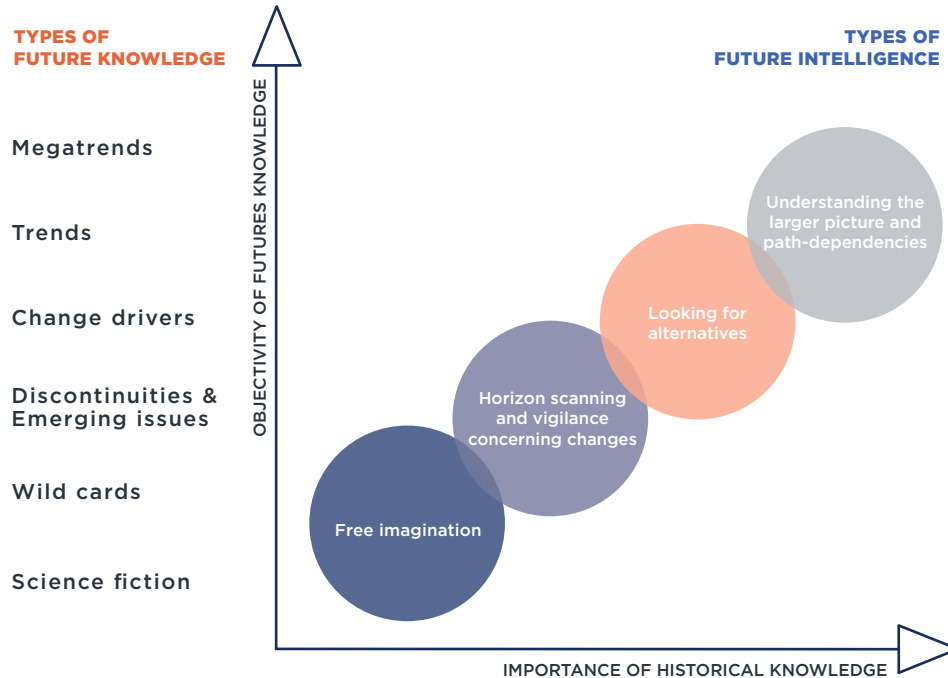 TYPES OF
FUTURE KNOWLEDGE
TYPES OF
FUTURE INTELLIGENCE
OBJECTIVITY OF FUTURES KNOWLEDGE
Megatrends
Trends
Change drivers
Discontinuities &
Emerging issues
Wild cards
Science fiction
Understanding the
larger picture and
path-dependencies
Looking for
alternatives
Horizon scanning
and vigilance
concerning changes
Free imagination
IMPORTANCE OF HISTORICAL KNOWLEDGE